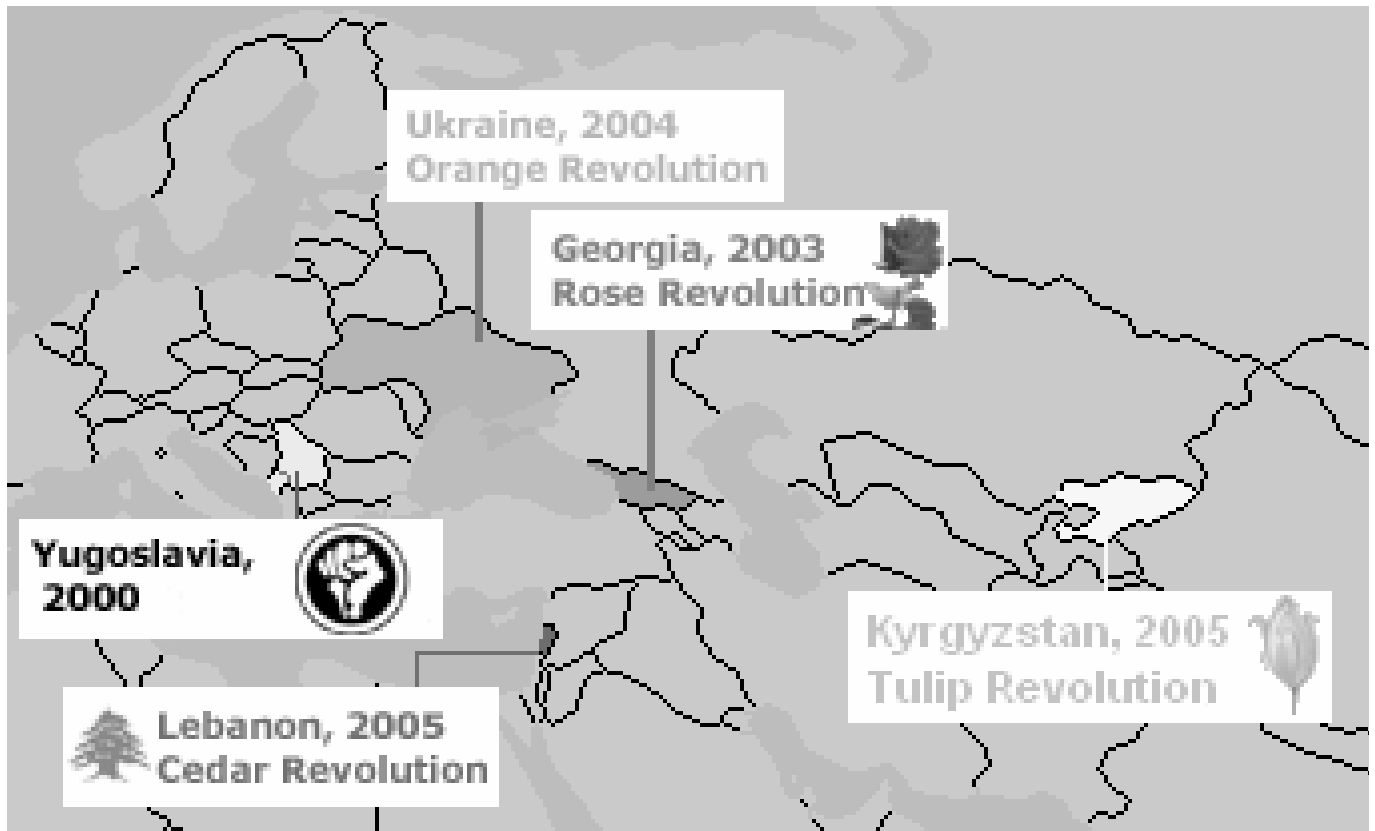 Ukraine, 2004
Orange Revolution
Georgia, 2003
Rose Revolution
Yugoslavia,
2000
Kyrgyzstan, 2005
Tulip Revolution
Lebanon, 2005
Cedar Revolution